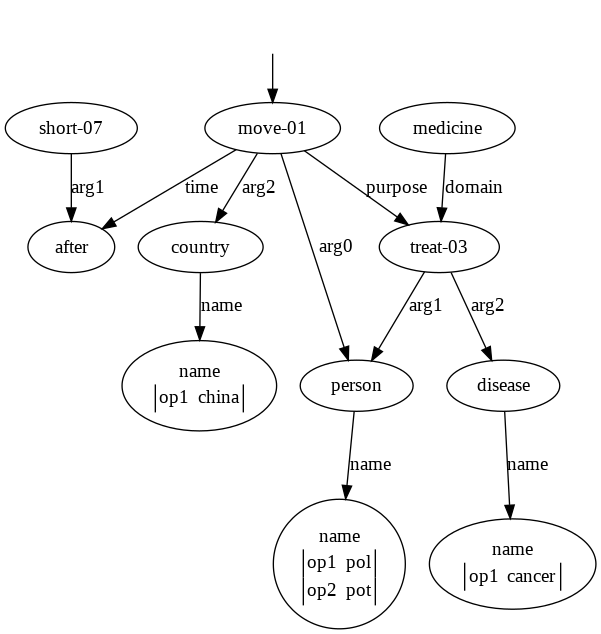 short-07 move-01 medicine
arg1 time arg2 purpose domain
after country arg0 treat-03
name arg1 arg2
name person disease
op1 china
name name
name name
op1 pol op1 cancer
op2 pot